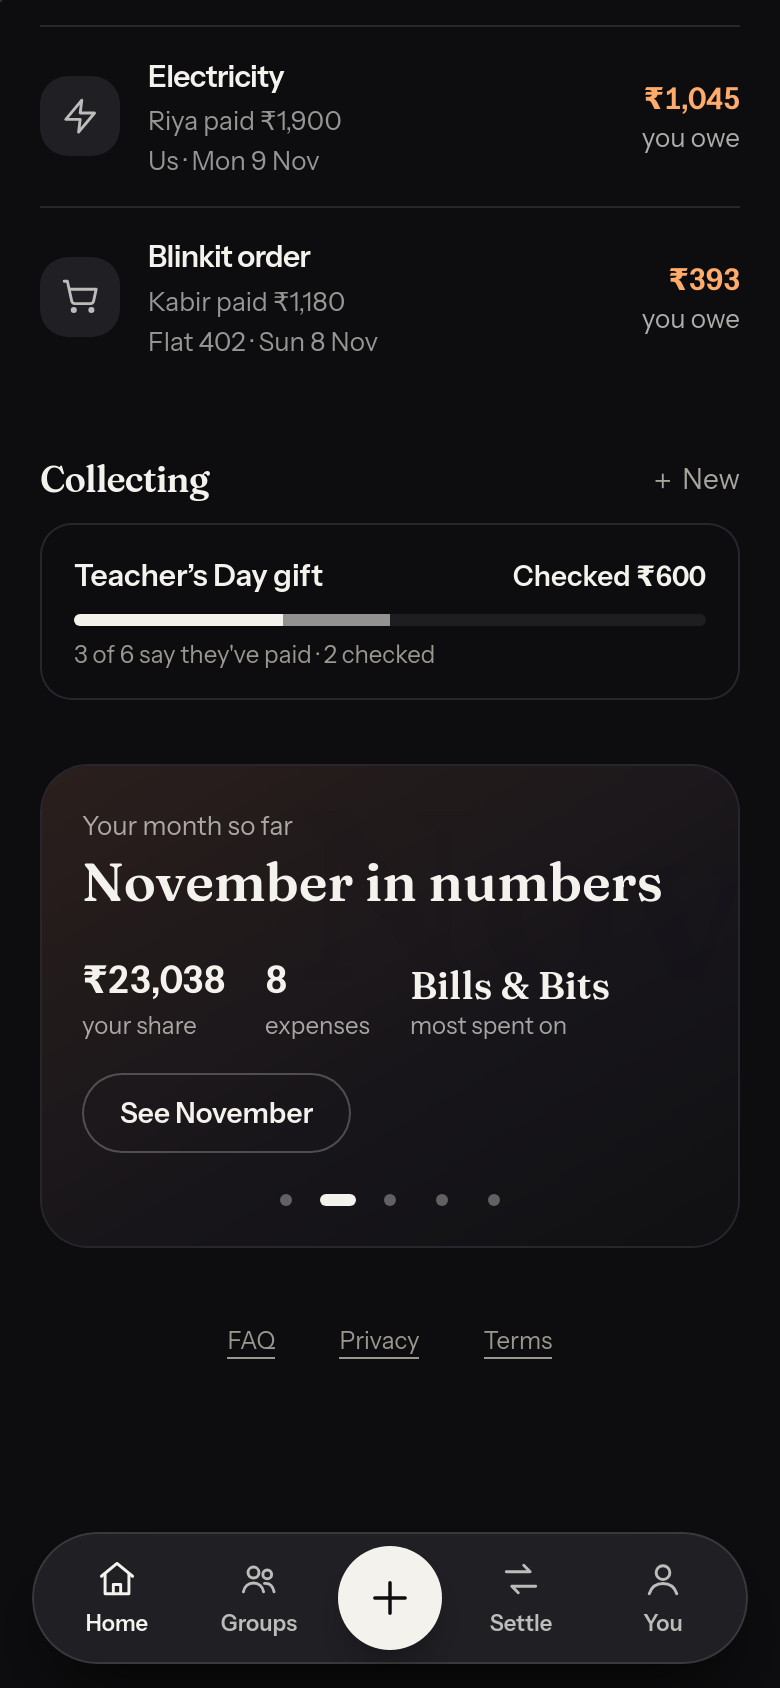 Electricity
Riya paid ₹1,900
Us · Mon 9 Nov
₹1,045
you owe
Blinkit order
Kabir paid ₹1,180
Flat 402 · Sun 8 Nov
₹393
you owe
Collecting
+ New
Teacher’s Day gift
Checked ₹600
3 of 6 say they've paid · 2 checked
Your month so far
November in numbers
₹23,038
your share
8
expenses
Bills & Bits
most spent on
See November
FAQ
Privacy
Terms
Home
Groups
Settle
You